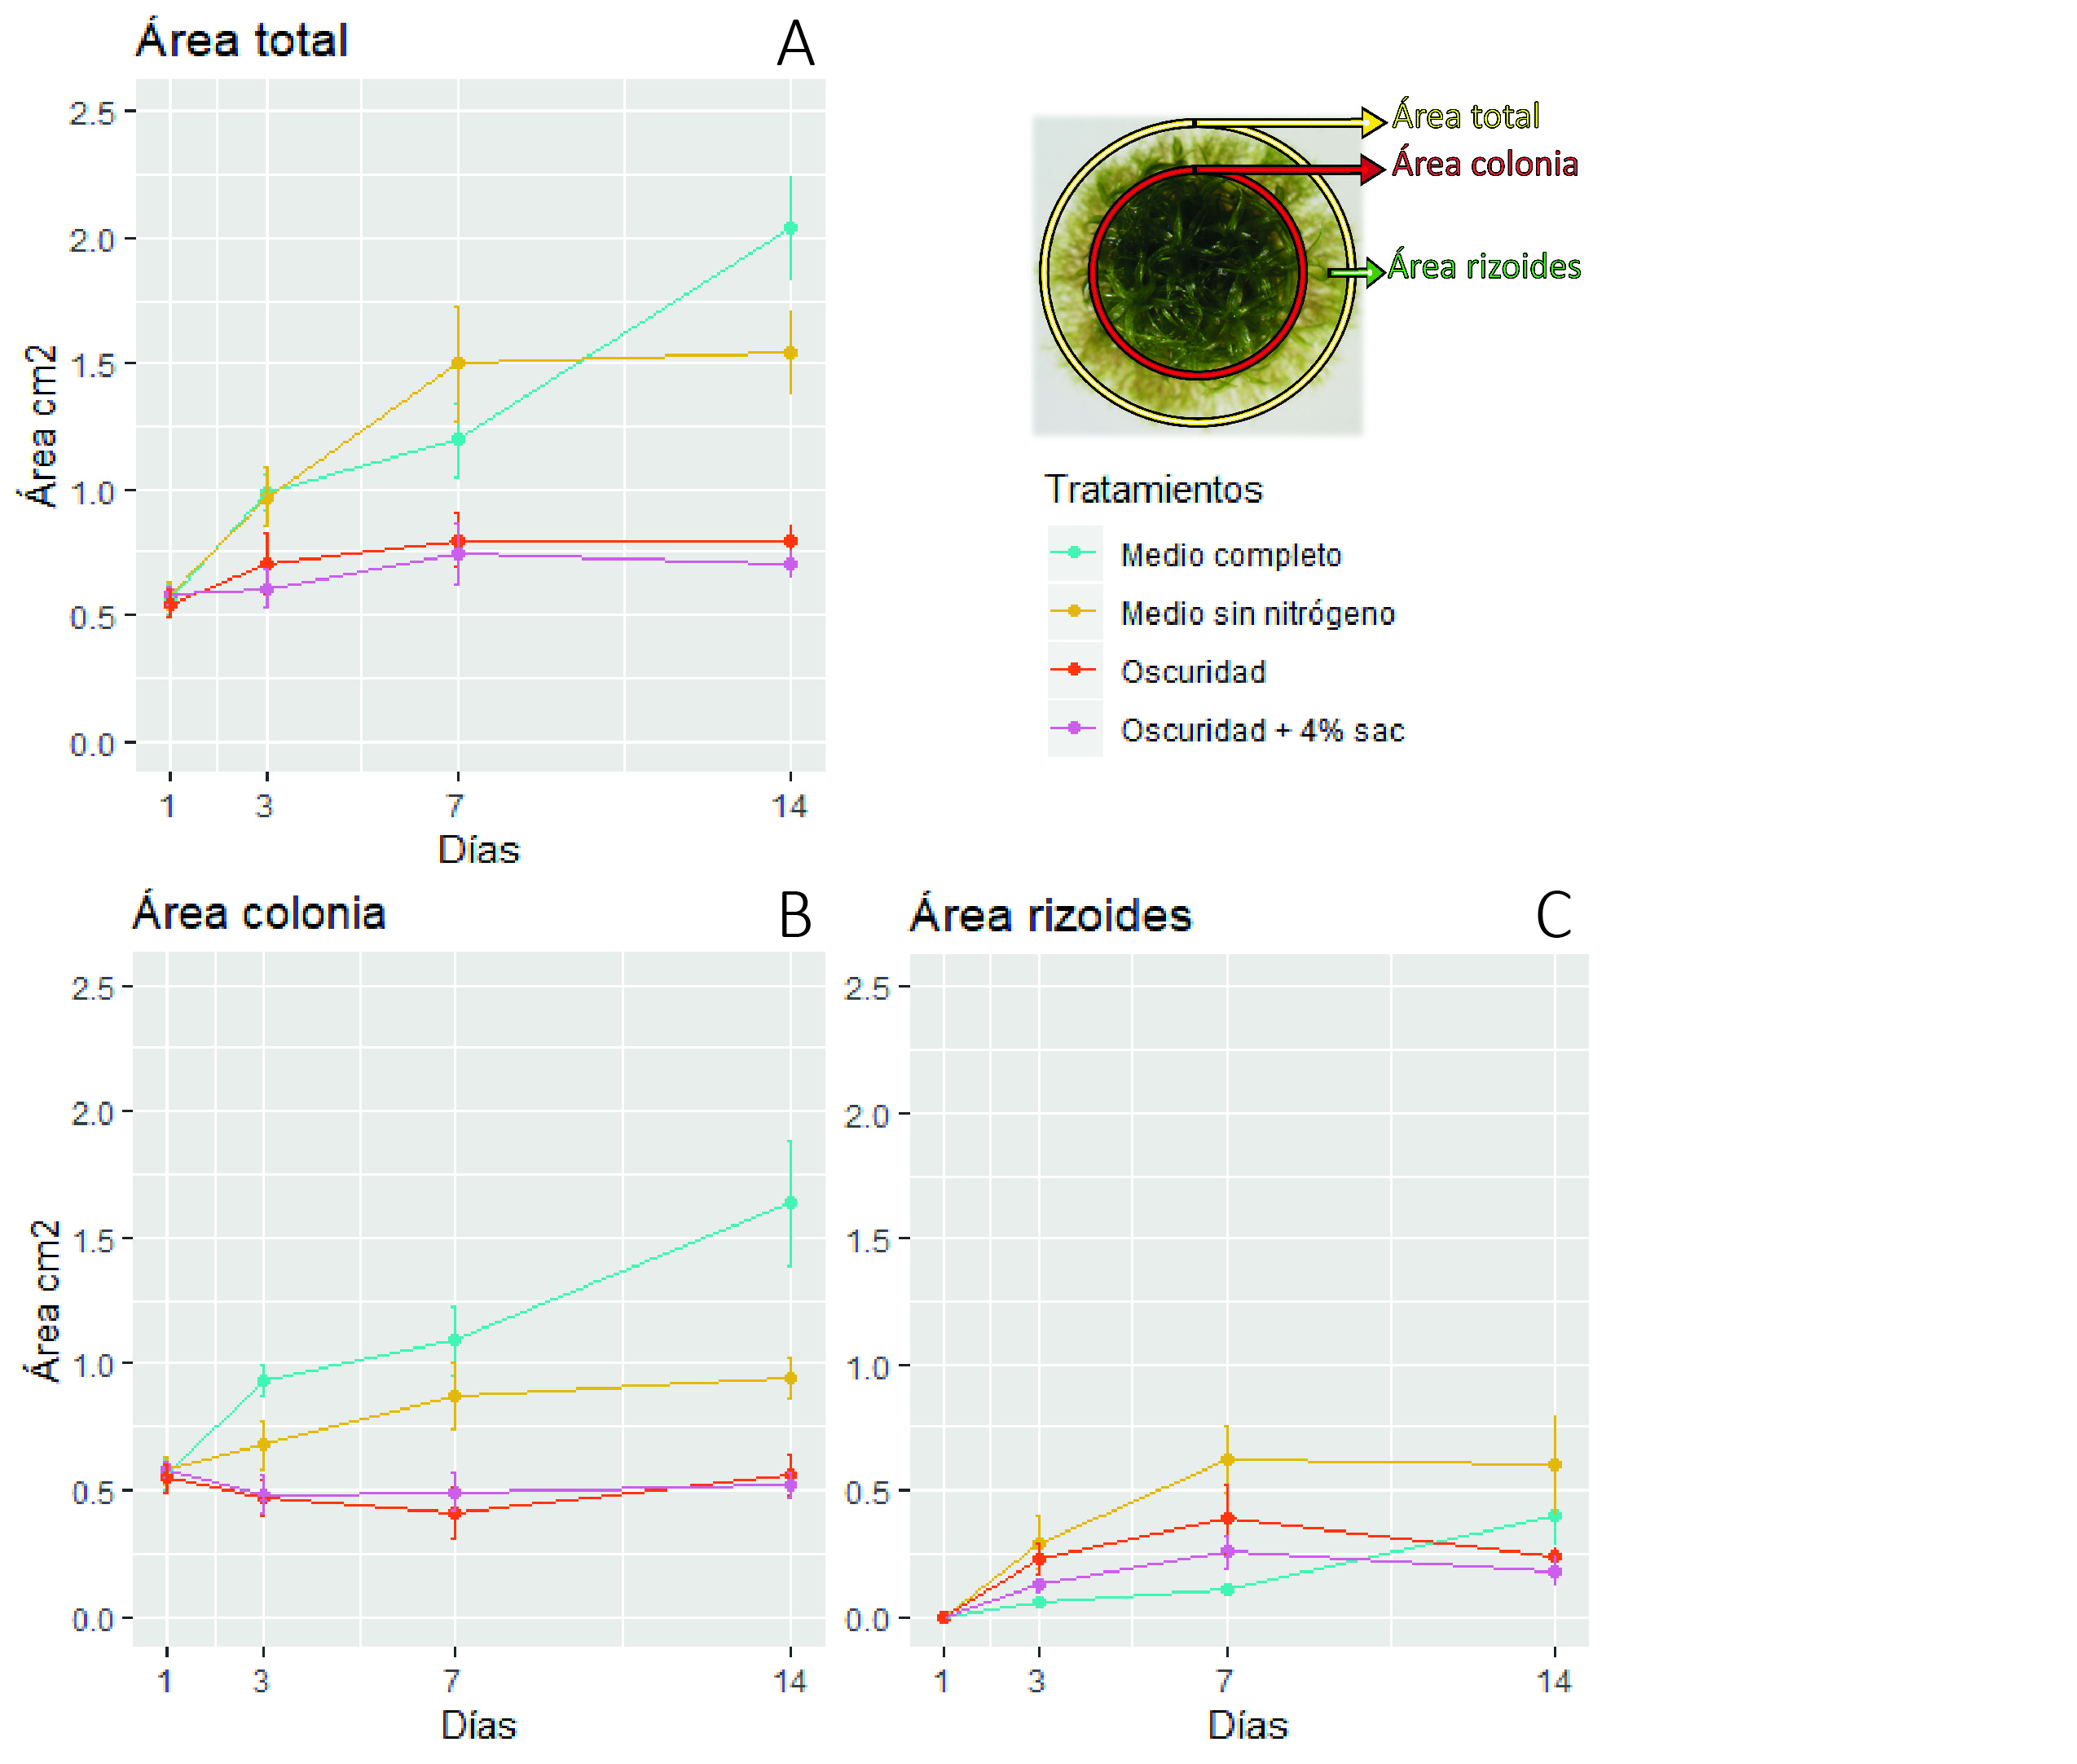 Área total
A
2.5
2.0
1.5
1.0
0.5
0.0
Área cm2
1 3 7 14
Días
Área total
Área colonia
Área rizoides
Tratamientos
Medio completo
Medio sin nitrógeno
Oscuridad
Oscuridad + 4% sac
Área colonia
B
2.5
2.0
1.5
1.0
0.5
0.0
Área cm2
1 3 7 14
Días
Área rizoides
C
2.5
2.0
1.5
1.0
0.5
0.0
1 3 7 14
Días